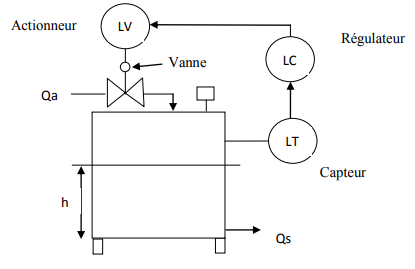 Actionneur
LV
Régulateur
LC
Vanne
Qa
LT
Capteur
h
Qs